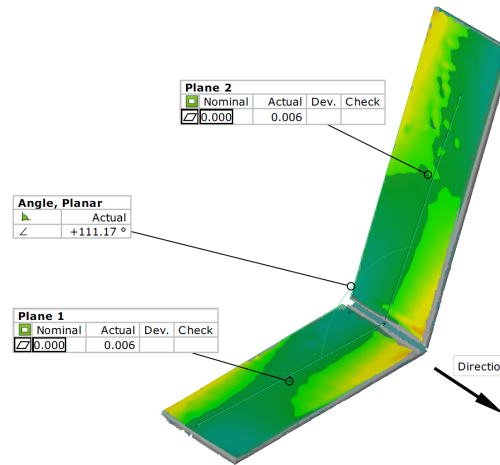 Plane 2
Nominal Actual Dev. Check
0.000 0.006
Angle, Planar
Actual
∠ +111.17 °
Plane 1
Nominal Actual Dev. Check
0.000 0.006
Directio